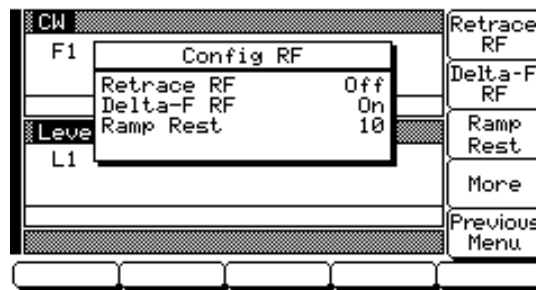 CW
F1
Config RF
Retrace RF Off
Delta-F RF On
Ramp Rest 10
Leve
L1
Retrace
RF
Delta-F
RF
Ramp
Rest
More
Previous
Menu